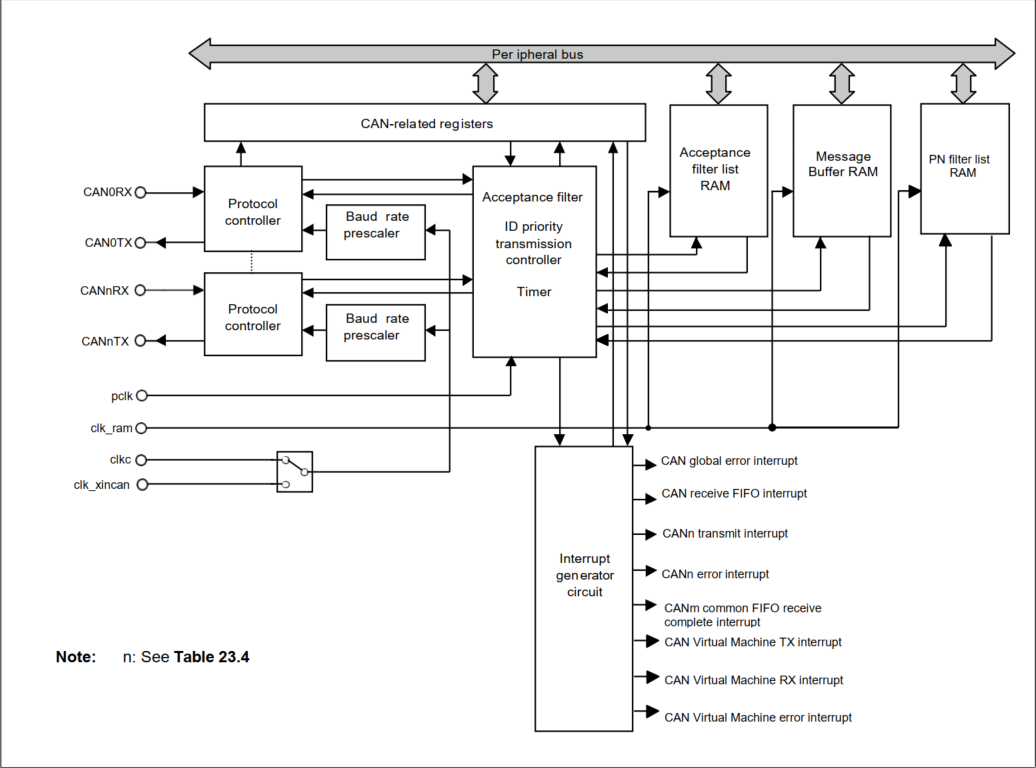 Per ipheral bus
CAN-related registers
Acceptance
filter list
RAM
Message
Buffer RAM
PN filter list
RAM
CAN0RX
CAN0TX
CANnRX
CANnTX
Protocol
controller
Baud rate
prescaler
Protocol
controller
Baud rate
prescaler
Acceptance filter
ID priority
transmission
controller
Timer
pclk
clk_ram
clkc
clk_xincan
Interrupt
generator
circuit
CAN global error interrupt
CAN receive FIFO interrupt
CANn transmit interrupt
CANn error interrupt
CANm common FIFO receive
complete interrupt
CAN Virtual Machine TX interrupt
CAN Virtual Machine RX interrupt
CAN Virtual Machine error interrupt
Note: n: See Table 23.4